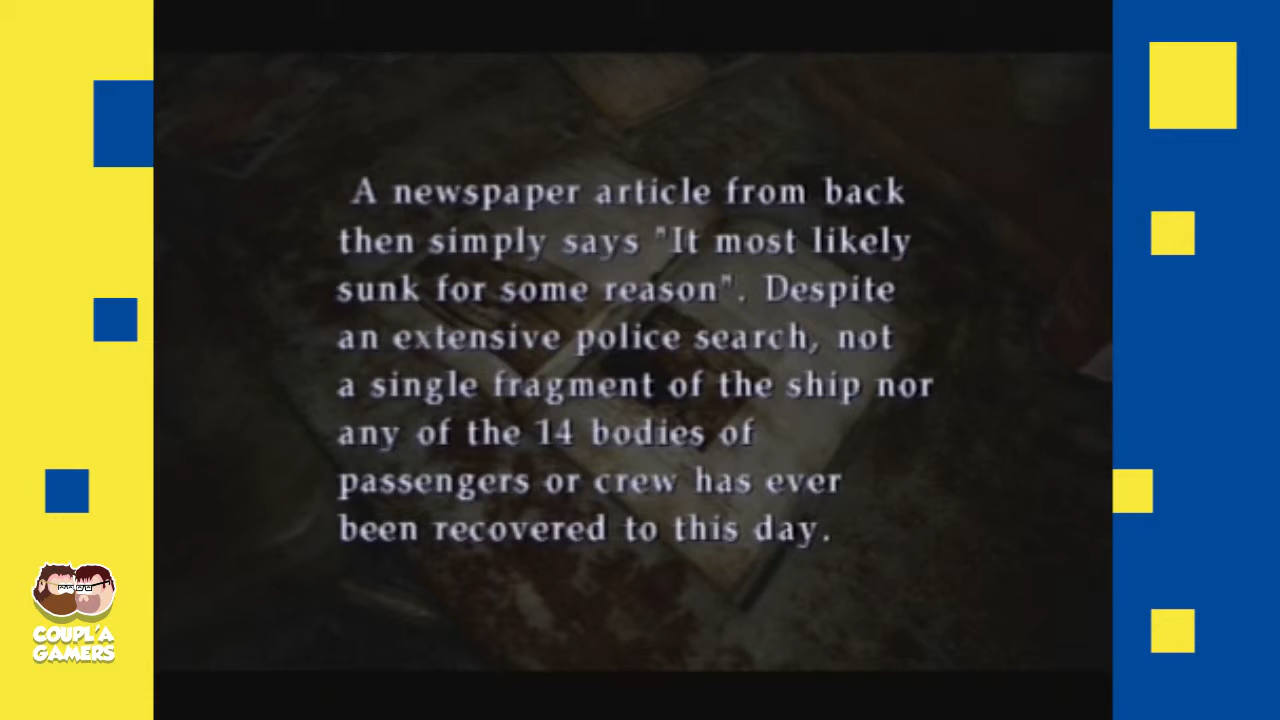 A newspaper article from back
then simply says "It most likely
sunk for some reason". Despite
an extensive police search, not
a single fragment of the ship nor
any of the 14 bodies of
passengers or crew has ever
been recovered to this day.
COUPL'A
GAMERS